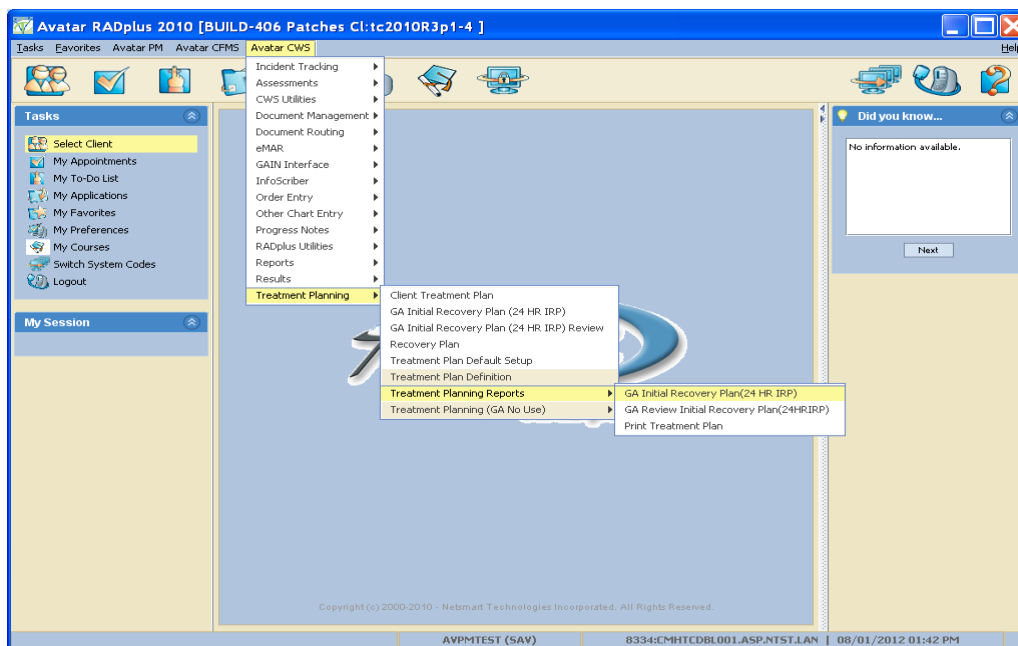 Avatar RADplus 2010 [BUILD-406 Patches Cl:tc2010R3p1-4 ]
Tasks Favorites Avatar PM Avatar CFMS Avatar CWS Help
Incident Tracking
Assessments
CWS Utilities
Document Management
Document Routing
eMAR
GAIN Interface
InfoScriber
Order Entry
Other Chart Entry
Progress Notes
RADplus Utilities
Reports
Results
Treatment Planning
Tasks
Select Client
My Appointments
My To-Do List
My Applications
My Favorites
My Preferences
My Courses
Switch System Codes
Logout
My Session
Client Treatment Plan
GA Initial Recovery Plan (24 HR IRP)
GA Initial Recovery Plan (24 HR IRP) Review
Recovery Plan
Treatment Plan Default Setup
Treatment Plan Definition
Treatment Planning Reports
Treatment Planning (GA No Use)
GA Initial Recovery Plan(24 HR IRP)
GA Review Initial Recovery Plan(24HRIRP)
Print Treatment Plan
Did you know...
No information available.
Next
Copyright (c) 2000-2010 - Netsmart Technologies Incorporated. All Rights Reserved.
AVPMTEST (SAV) 8334:CMHTCDBL001.ASP.NTST.LAN | 08/01/2012 01:42 PM